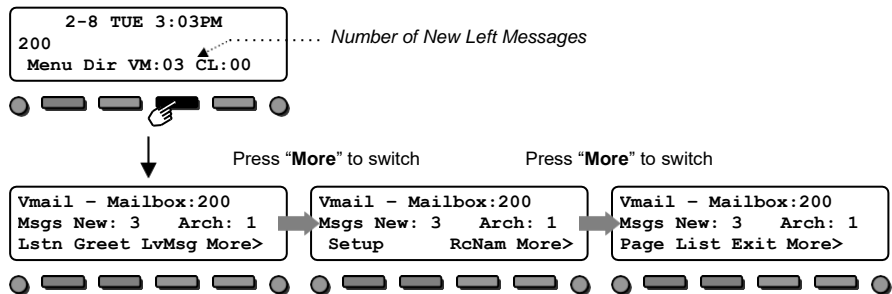 2-8 TUE 3:03PM
200
Menu Dir VM:03 CL:00
Number of New Left Messages
Press “More” to switch
Press “More” to switch
Vmail – Mailbox:200
Msgs New: 3 Arch: 1
Lstn Greet LvMsg More>
Vmail – Mailbox:200
Msgs New: 3 Arch: 1
Setup RcNam More>
Vmail – Mailbox:200
Msgs New: 3 Arch: 1
Page List Exit More>